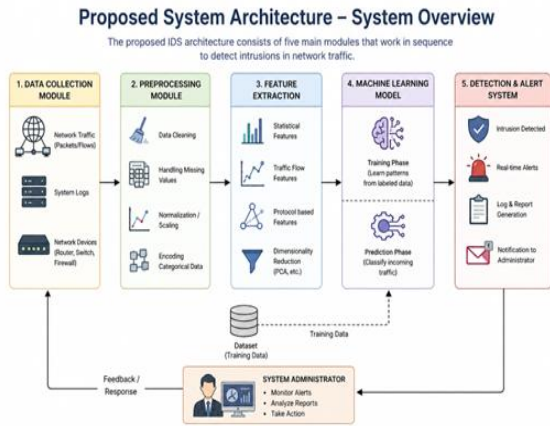 Proposed System Architecture – System Overview
The proposed IDS architecture consists of five main modules that work in sequence
to detect intrusions in network traffic.
1. DATA COLLECTION
MODULE
Network Traffic
(Packets/Flows)
System Logs
Network Devices
(Router, Switch,
Firewall)
2. PREPROCESSING
MODULE
Data Cleaning
Handling Missing
Values
Normalization /
Scaling
Encoding
Categorical Data
3. FEATURE
EXTRACTION
Statistical
Features
Traffic Flow
Features
Protocol based
Features
Dimensionality
Reduction
(PCA, etc.)
4. MACHINE LEARNING
MODEL
Training Phase
(Learn patterns
from labeled data)
Prediction Phase
(Classify incoming
traffic)
5. DETECTION & ALERT
SYSTEM
Intrusion Detected
Real-time Alerts
Log & Report
Generation
Notification to
Administrator
Dataset
(Training Data)
Training Data
Feedback /
Response
SYSTEM ADMINISTRATOR
• Monitor Alerts
• Analyze Reports
• Take Action